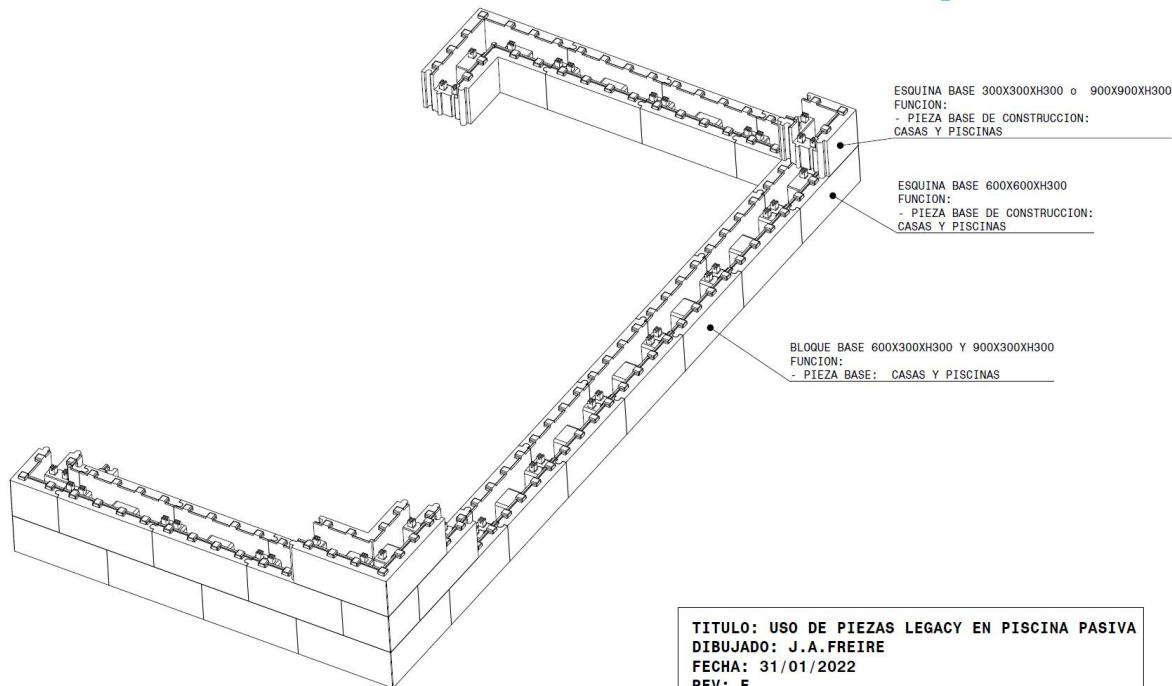 ESQUINA BASE 300X300XH300 o 900X900XH300
FUNCION:
- PIEZA BASE DE CONSTRUCCION:
CASAS Y PISCINAS
ESQUINA BASE 600X600XH300
FUNCION:
- PIEZA BASE DE CONSTRUCCION:
CASAS Y PISCINAS
BLOQUE BASE 600X300XH300 Y 900X300XH300
FUNCION:
- PIEZA BASE: CASAS Y PISCINAS
TITULO: USO DE PIEZAS LEGACY EN PISCINA PASIVA
DIBUJADO: J.A.FREIRE
FECHA: 31/01/2022